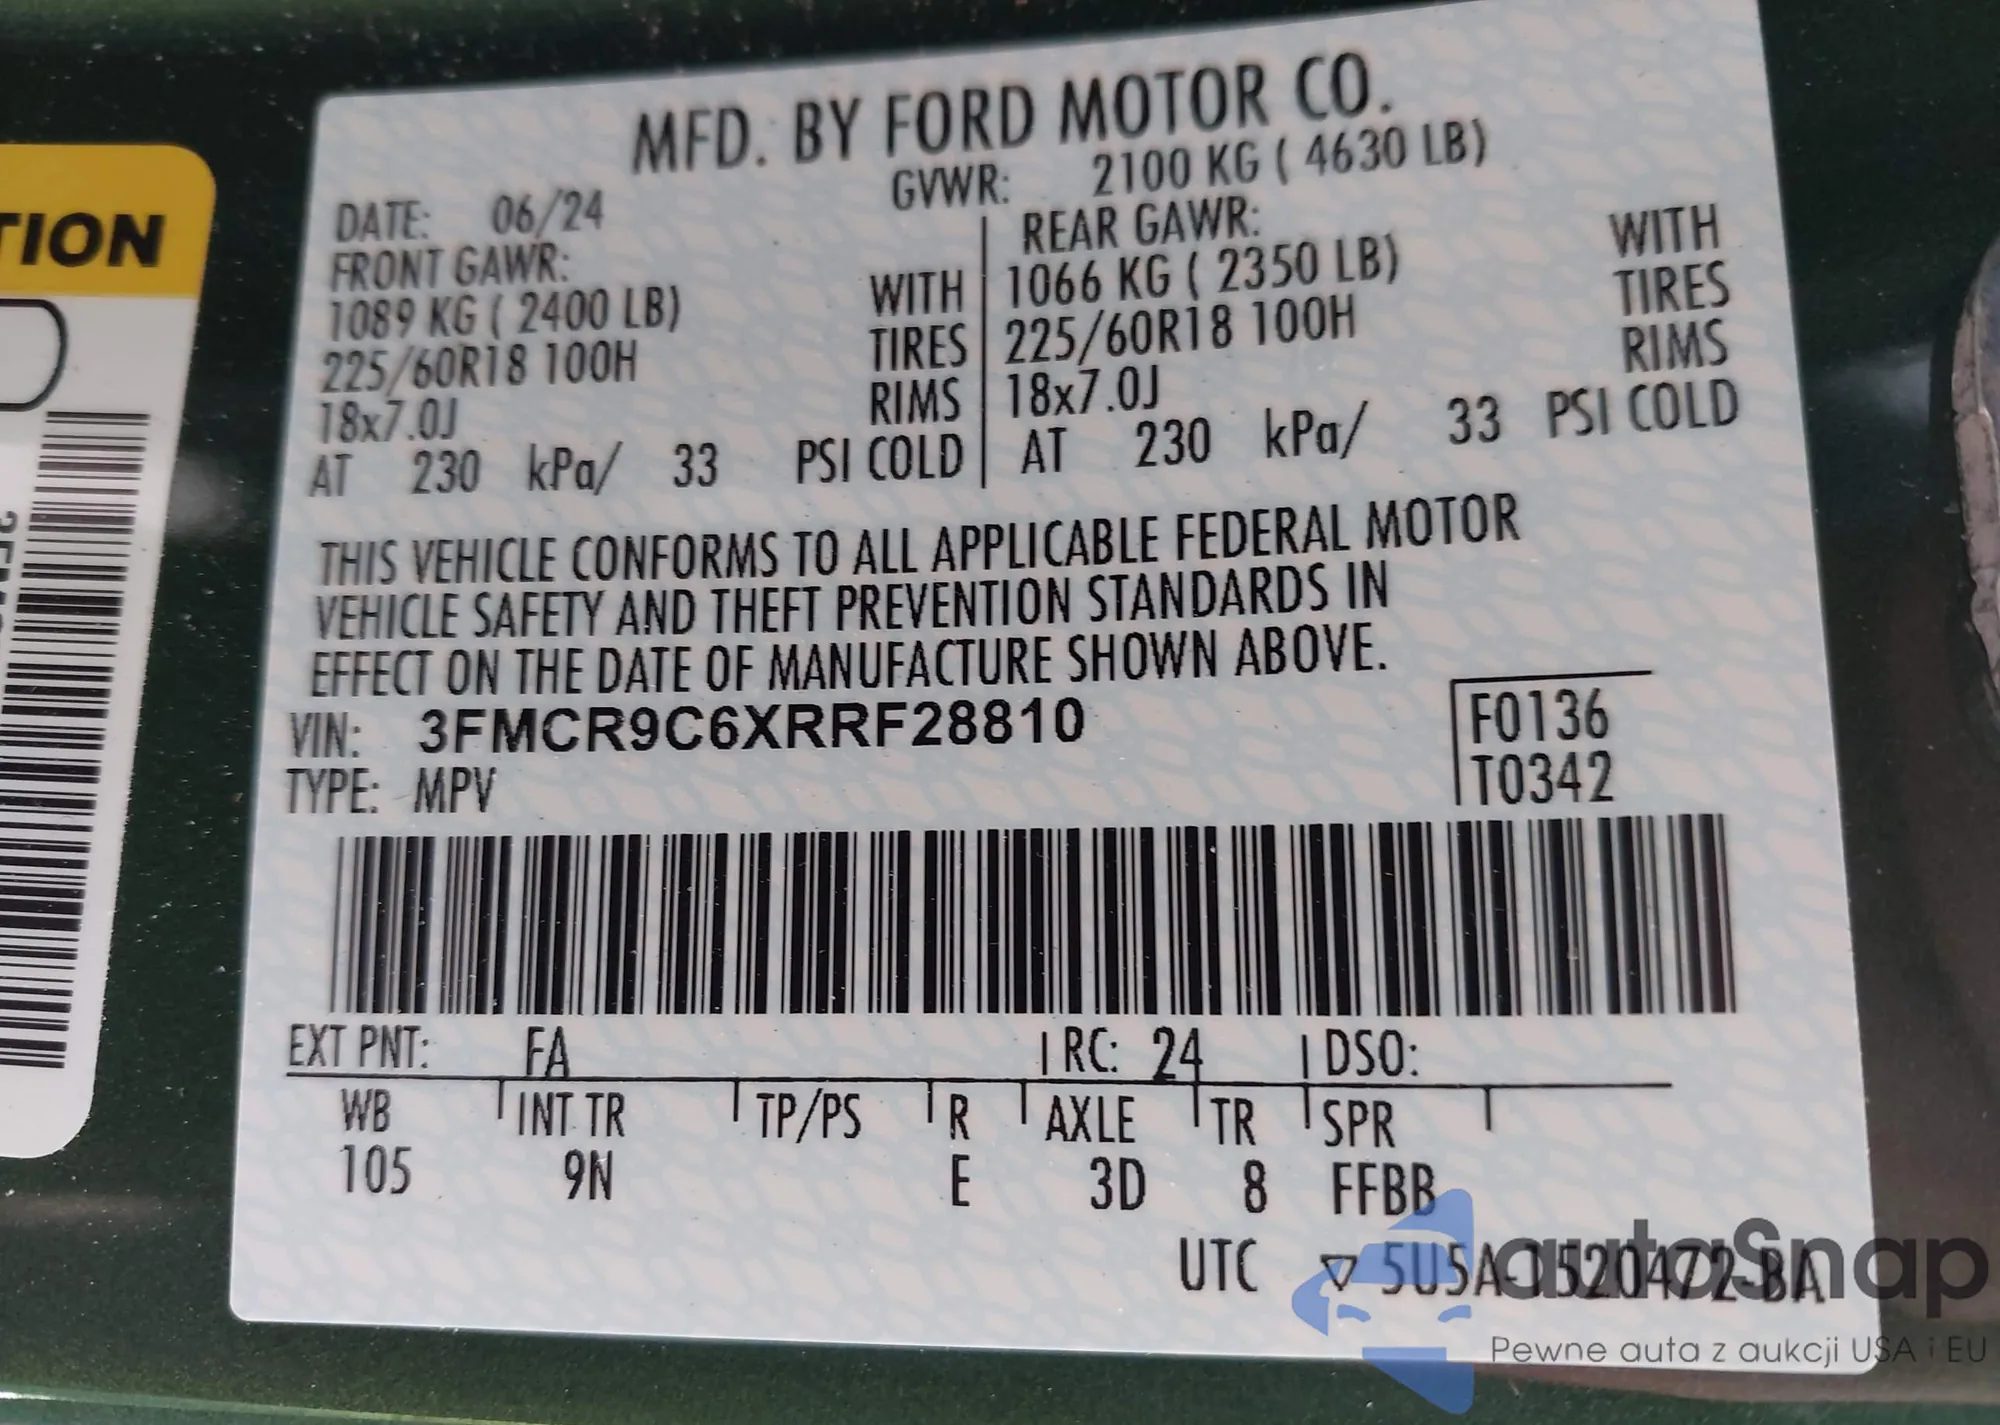 TION
MFD. BY FORD MOTOR CO.
DATE: 06/24 GVWR: 2100 KG ( 4630 LB)
FRONT GAWR: REAR GAWR:
1089 KG ( 2400 LB) WITH 1066 KG ( 2350 LB) WITH
225/60R18 100H TIRES 225/60R18 100H TIRES
18x7.0J RIMS 18x7.0J RIMS
AT 230 kPa/ 33 PSI COLD AT 230 kPa/ 33 PSI COLD
THIS VEHICLE CONFORMS TO ALL APPLICABLE FEDERAL MOTOR
VEHICLE SAFETY AND THEFT PREVENTION STANDARDS IN
EFFECT ON THE DATE OF MANUFACTURE SHOWN ABOVE.
VIN: 3FMCR9C6XRRF28810 F0136
TYPE: MPV T0342
EXT PNT: FA RC: 24 DSO:
WB INT TR TP/PS R AXLE TR SPR
105 9N E 3D 8 FFBB
UTC ▽ 5U5A-1520472-BA
autoSnap
Pewne auta z aukcji USA i EU